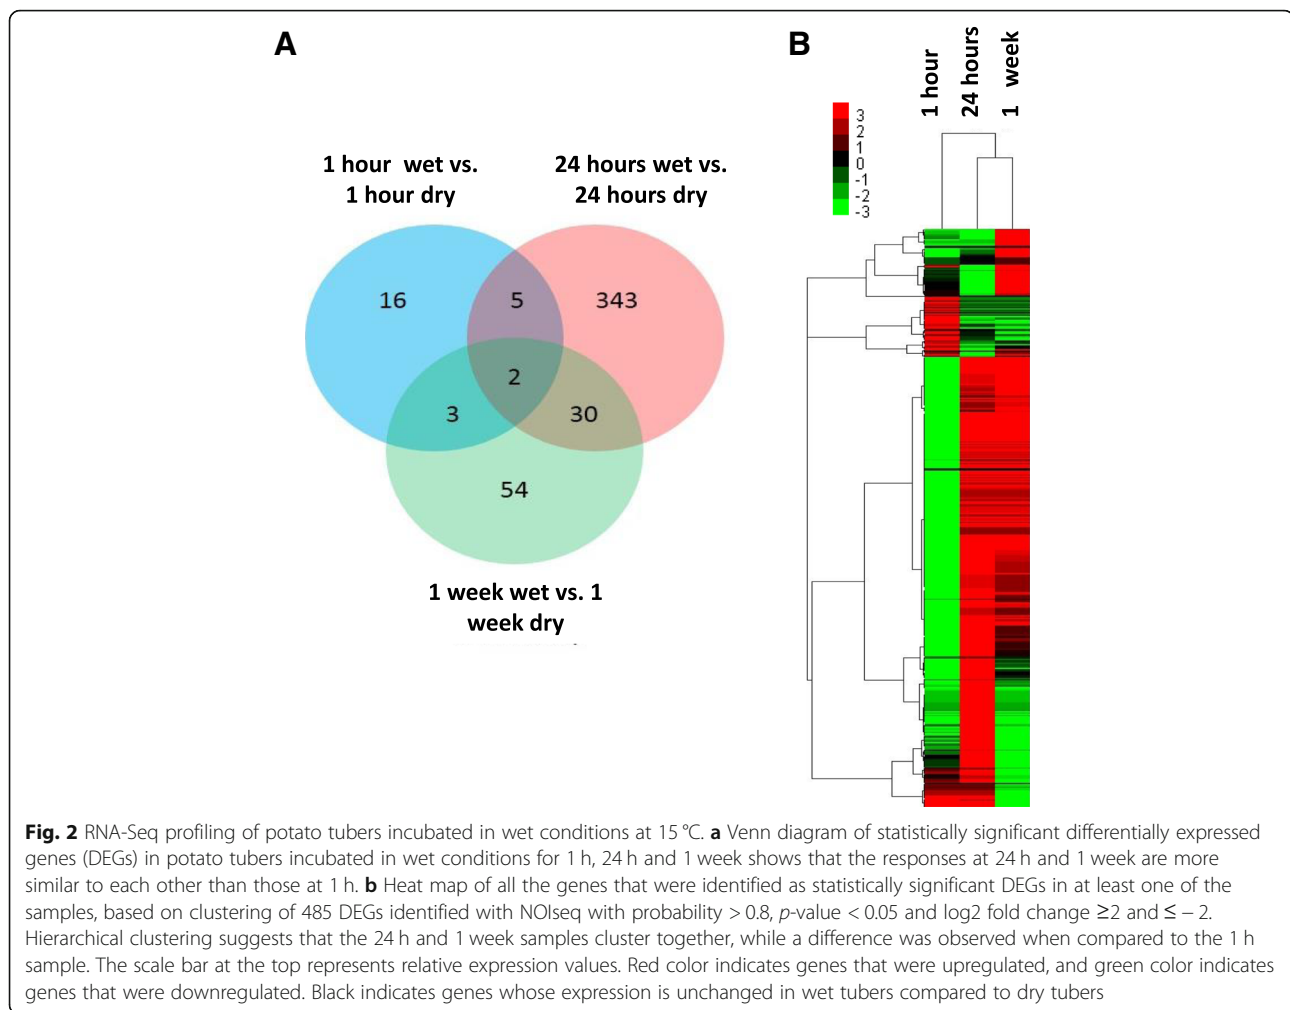 A
B
1 hour
24 hours
1 week
3
2
1
0
-1
-2
-3
1 hour wet vs.
1 hour dry
24 hours wet vs.
24 hours dry
16
5
343
2
3
30
54
1 week wet vs. 1
week dry
Fig. 2 RNA-Seq profiling of potato tubers incubated in wet conditions at 15 °C. a Venn diagram of statistically significant differentially expressed
genes (DEGs) in potato tubers incubated in wet conditions for 1 h, 24 h and 1 week shows that the responses at 24 h and 1 week are more
similar to each other than those at 1 h. b Heat map of all the genes that were identified as statistically significant DEGs in at least one of the
samples, based on clustering of 485 DEGs identified with NOIseq with probability > 0.8, p-value < 0.05 and log2 fold change ≥2 and ≤ − 2.
Hierarchical clustering suggests that the 24 h and 1 week samples cluster together, while a difference was observed when compared to the 1 h
sample. The scale bar at the top represents relative expression values. Red color indicates genes that were upregulated, and green color indicates
genes that were downregulated. Black indicates genes whose expression is unchanged in wet tubers compared to dry tubers